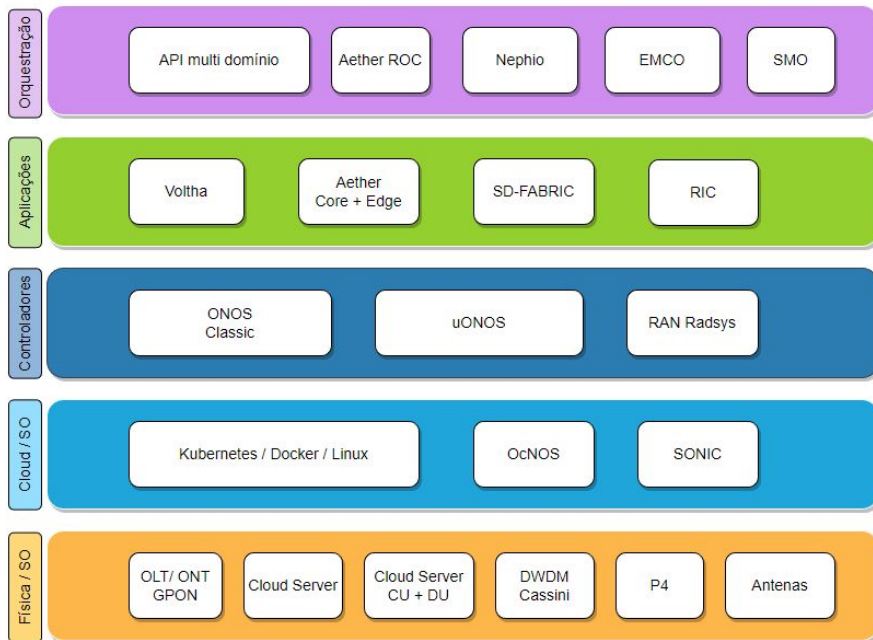 Orquestração
API multi domínio
Aether ROC
Nephio
EMCO
SMO
Aplicações
Voltha
Aether
Core + Edge
SD-FABRIC
RIC
Controladores
ONOS
Classic
uONOS
RAN Radsys
Cloud / SO
Kubernetes / Docker / Linux
OcNOS
SONIC
Física / SO
OLT/ ONT
GPON
Cloud Server
Cloud Server
CU + DU
DWDM
Cassini
P4
Antenas